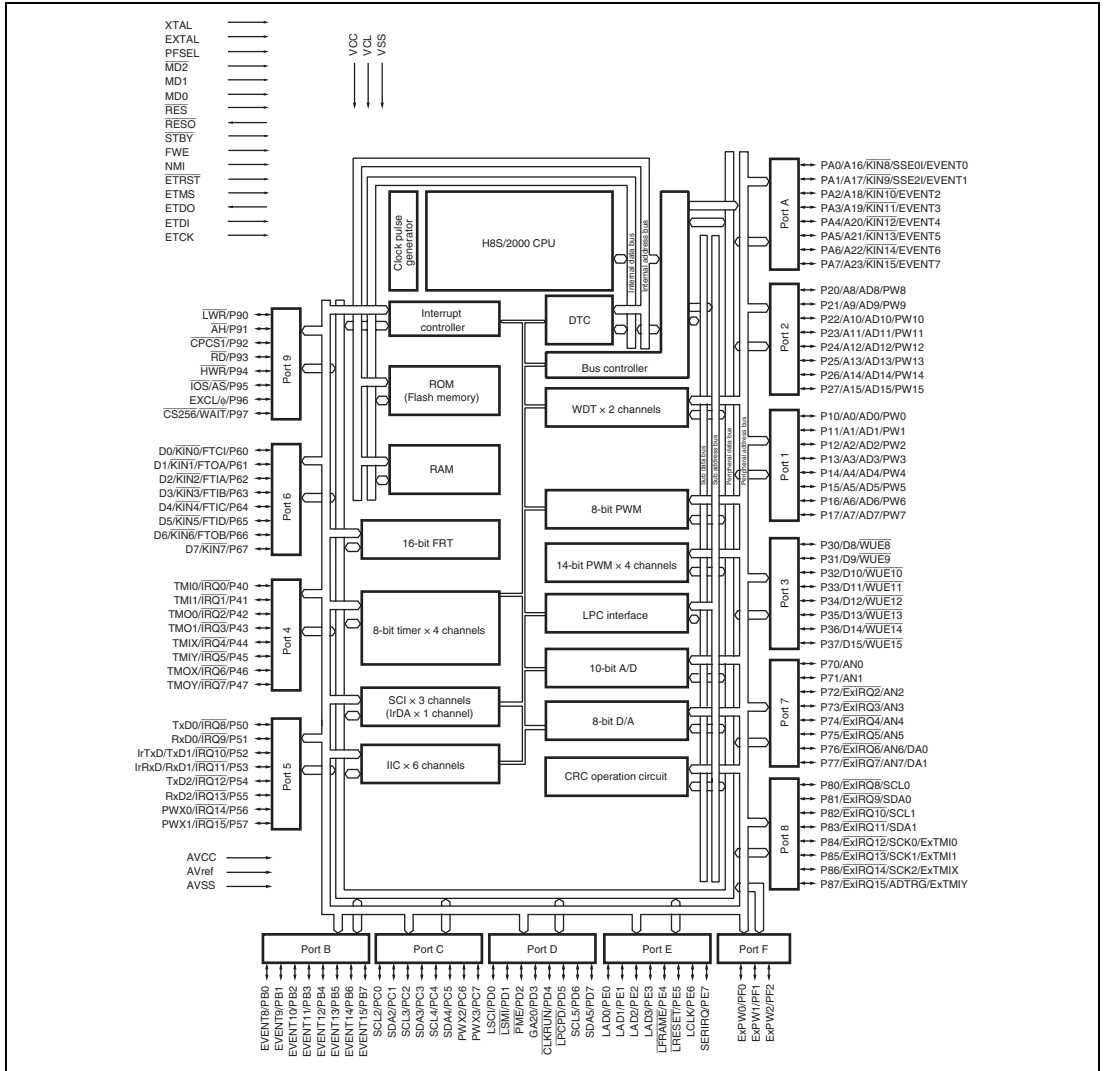 XTAL
EXTAL
PFSEL
MD2
MD1
MD0
RES
RESO
STBY
FWE
NMI
ETRST
ETMS
ETDO
ETDI
ETCK
VCC
VCL
VSS
Clock pulse
generator
H8S/2000 CPU
Internal data bus
Internal address bus
Interrupt
controller
DTC
Bus controller
ROM
(Flash memory)
WDT × 2 channels
RAM
8-bit PWM
16-bit FRT
14-bit PWM × 4 channels
LPC interface
8-bit timer × 4 channels
10-bit A/D
SCI × 3 channels
(IrDA × 1 channel)
8-bit D/A
IIC × 6 channels
CRC operation circuit
Sub data bus
Sub address bus
Peripheral data bus
Peripheral address bus
LWR/P90
AH/P91
CPCS1/P92
RD/P93
HWR/P94
IOS/AS/P95
EXCL/φ/P96
CS256/WAIT/P97
Port 9
D0/KIN0/FTCI/P60
D1/KIN1/FTOA/P61
D2/KIN2/FTIA/P62
D3/KIN3/FTIB/P63
D4/KIN4/FTIC/P64
D5/KIN5/FTID/P65
D6/KIN6/FTOB/P66
D7/KIN7/P67
Port 6
TMI0/IRQ0/P40
TMI1/IRQ1/P41
TMO0/IRQ2/P42
TMO1/IRQ3/P43
TMIX/IRQ4/P44
TMIY/IRQ5/P45
TMOX/IRQ6/P46
TMOY/IRQ7/P47
Port 4
TxD0/IRQ8/P50
RxD0/IRQ9/P51
IrTxD/TxD1/IRQ10/P52
IrRxD/RxD1/IRQ11/P53
TxD2/IRQ12/P54
RxD2/IRQ13/P55
PWX0/IRQ14/P56
PWX1/IRQ15/P57
Port 5
AVCC
AVref
AVSS
Port A
PA0/A16/KIN8/SSE0I/EVENT0
PA1/A17/KIN9/SSE2I/EVENT1
PA2/A18/KIN10/EVENT2
PA3/A19/KIN11/EVENT3
PA4/A20/KIN12/EVENT4
PA5/A21/KIN13/EVENT5
PA6/A22/KIN14/EVENT6
PA7/A23/KIN15/EVENT7
Port 2
P20/A8/AD8/PW8
P21/A9/AD9/PW9
P22/A10/AD10/PW10
P23/A11/AD11/PW11
P24/A12/AD12/PW12
P25/A13/AD13/PW13
P26/A14/AD14/PW14
P27/A15/AD15/PW15
Port 1
P10/A0/AD0/PW0
P11/A1/AD1/PW1
P12/A2/AD2/PW2
P13/A3/AD3/PW3
P14/A4/AD4/PW4
P15/A5/AD5/PW5
P16/A6/AD6/PW6
P17/A7/AD7/PW7
Port 3
P30/D8/WUE8
P31/D9/WUE9
P32/D10/WUE10
P33/D11/WUE11
P34/D12/WUE12
P35/D13/WUE13
P36/D14/WUE14
P37/D15/WUE15
Port 7
P70/AN0
P71/AN1
P72/ExIRQ2/AN2
P73/ExIRQ3/AN3
P74/ExIRQ4/AN4
P75/ExIRQ5/AN5
P76/ExIRQ6/AN6/DA0
P77/ExIRQ7/AN7/DA1
Port 8
P80/ExIRQ8/SCL0
P81/ExIRQ9/SDA0
P82/ExIRQ10/SCL1
P83/ExIRQ11/SDA1
P84/ExIRQ12/SCK0/ExTMI0
P85/ExIRQ13/SCK1/ExTMI1
P86/ExIRQ14/SCK2/ExTMIX
P87/ExIRQ15/ADTRG/ExTMIY
Port B
Port C
Port D
Port E
Port F
EVENT8/PB0
EVENT9/PB1
EVENT10/PB2
EVENT11/PB3
EVENT12/PB4
EVENT13/PB5
EVENT14/PB6
EVENT15/PB7
SCL2/PC0
SDA2/PC1
SCL3/PC2
SDA3/PC3
SCL4/PC4
SDA4/PC5
PWX2/PC6
PWX3/PC7
LSCI/PD0
LSMI/PD1
PME/PD2
GA20/PD3
CLKRUN/PD4
LPCPD/PD5
SCL5/PD6
SDA5/PD7
LAD0/PE0
LAD1/PE1
LAD2/PE2
LAD3/PE3
LFRAME/PE4
LRESET/PE5
LCLK/PE6
SERIRQ/PE7
ExPW0/PF0
ExPW1/PF1
ExPW2/PF2